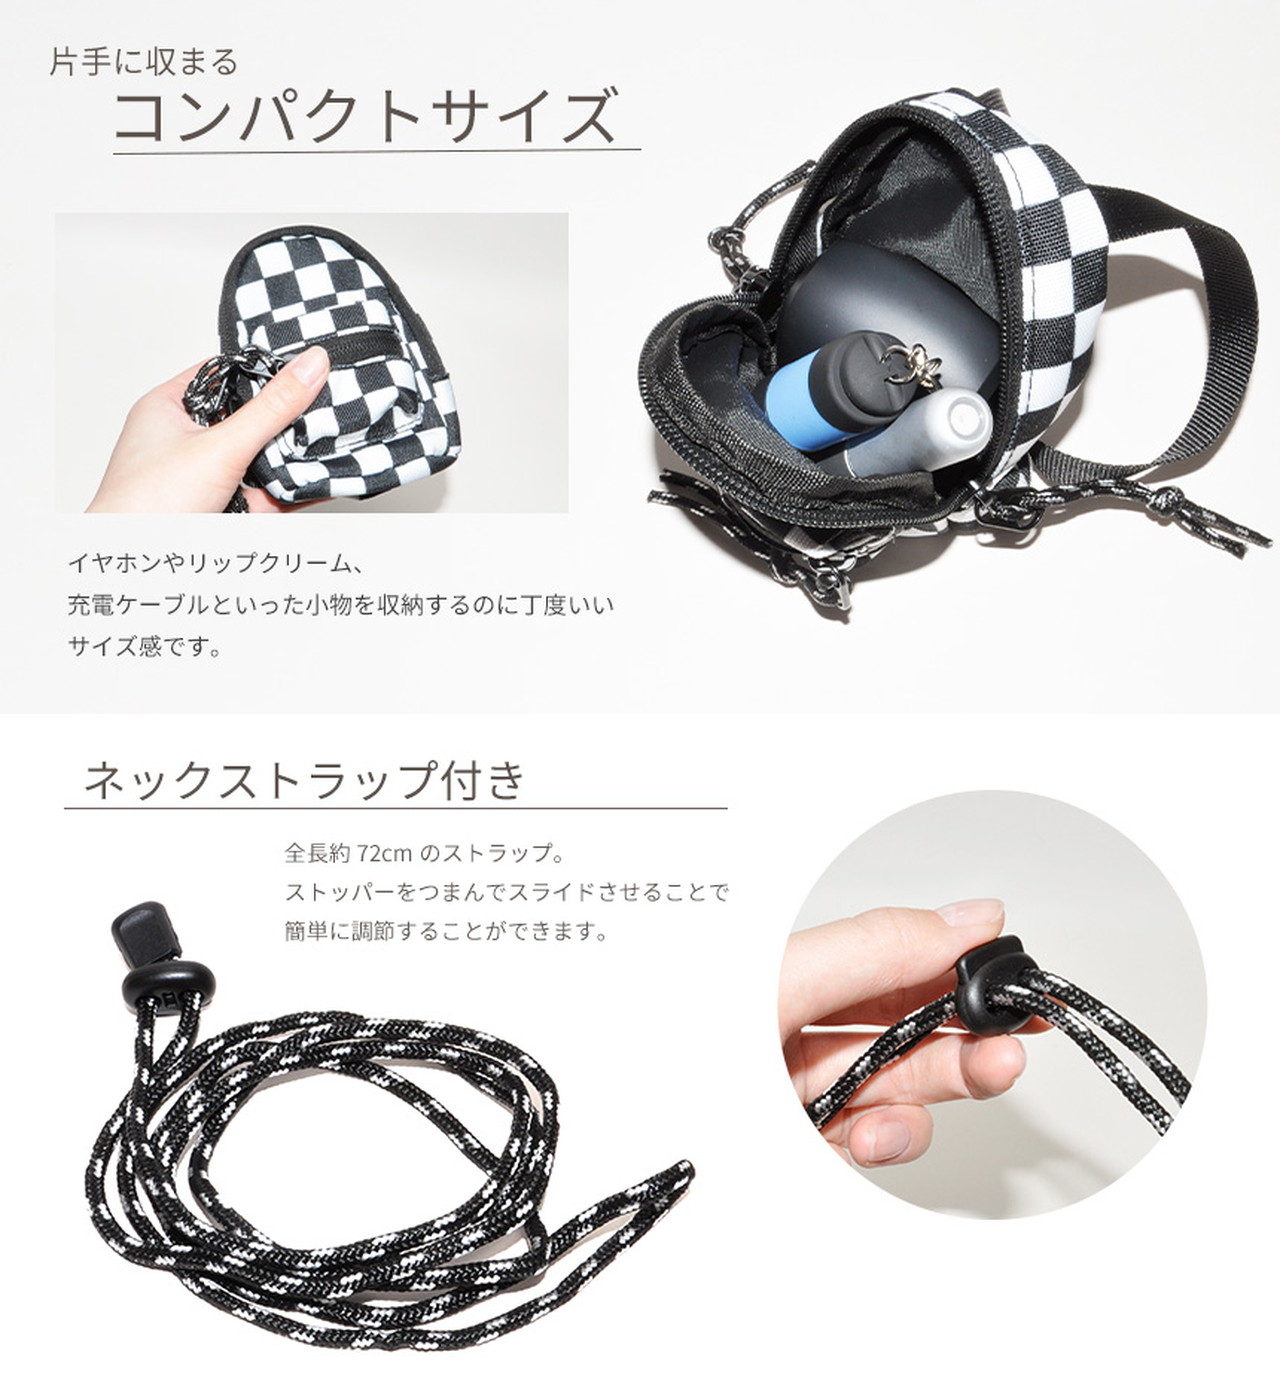 片手に収まる
コンパクトサイズ
イヤホンやリップクリーム、
充電ケーブルといった小物を収納するのに丁度いい
サイズ感です。
ネックストラップ付き
全長約 72cm のストラップ。
ストッパーをつまんでスライドさせることで
簡単に調節することができます。